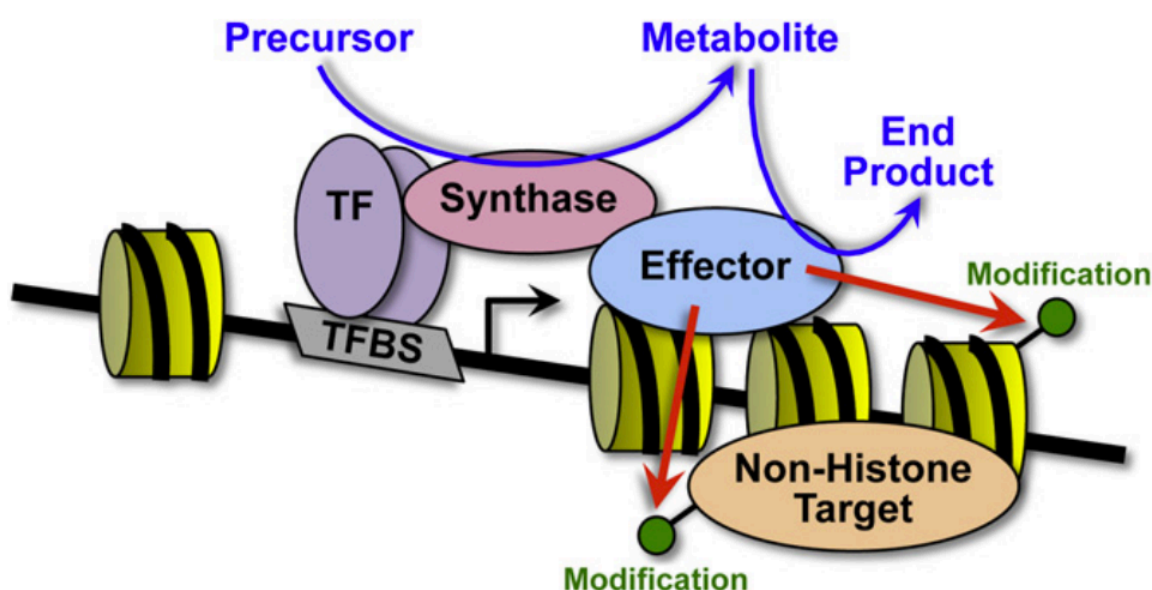 Precursor
Metabolite
End
Product
TF
Synthase
Effector
Modification
TFBS
Non-Histone
Target
Modification